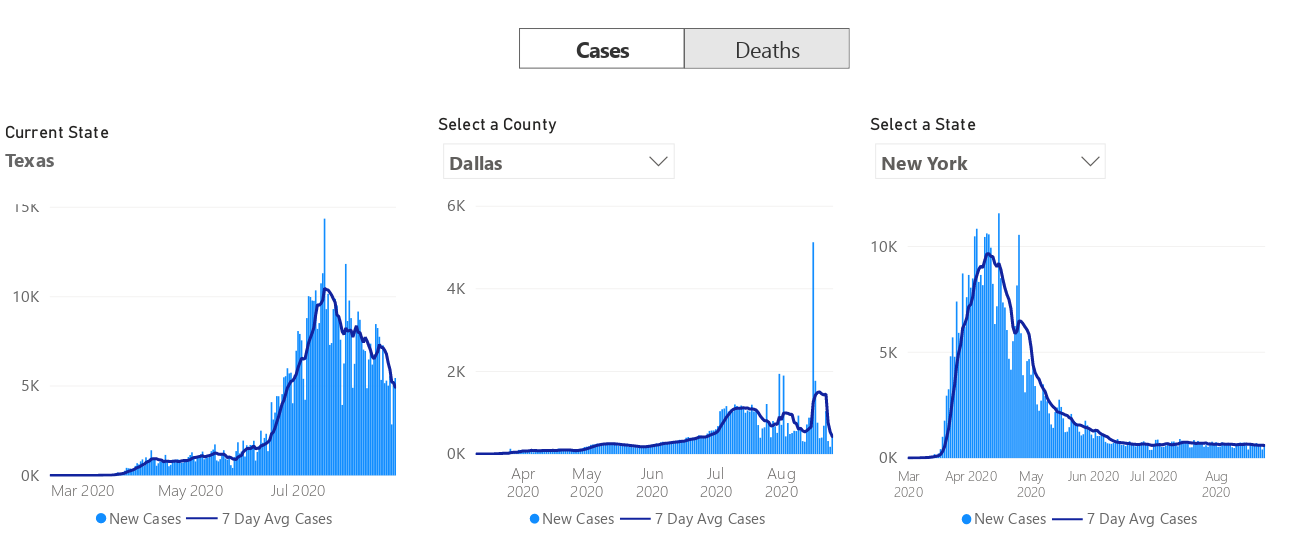 Cases Deaths
Current State
Texas
Select a County
Dallas
Select a State
New York
15K
10K
5K
0K
Mar 2020 May 2020 Jul 2020
New Cases 7 Day Avg Cases
6K
4K
2K
0K
Apr 2020 May 2020 Jun 2020 Jul 2020 Aug 2020
New Cases 7 Day Avg Cases
10K
5K
0K
Mar 2020 Apr 2020 May 2020 Jun 2020 Jul 2020 Aug 2020
New Cases 7 Day Avg Cases